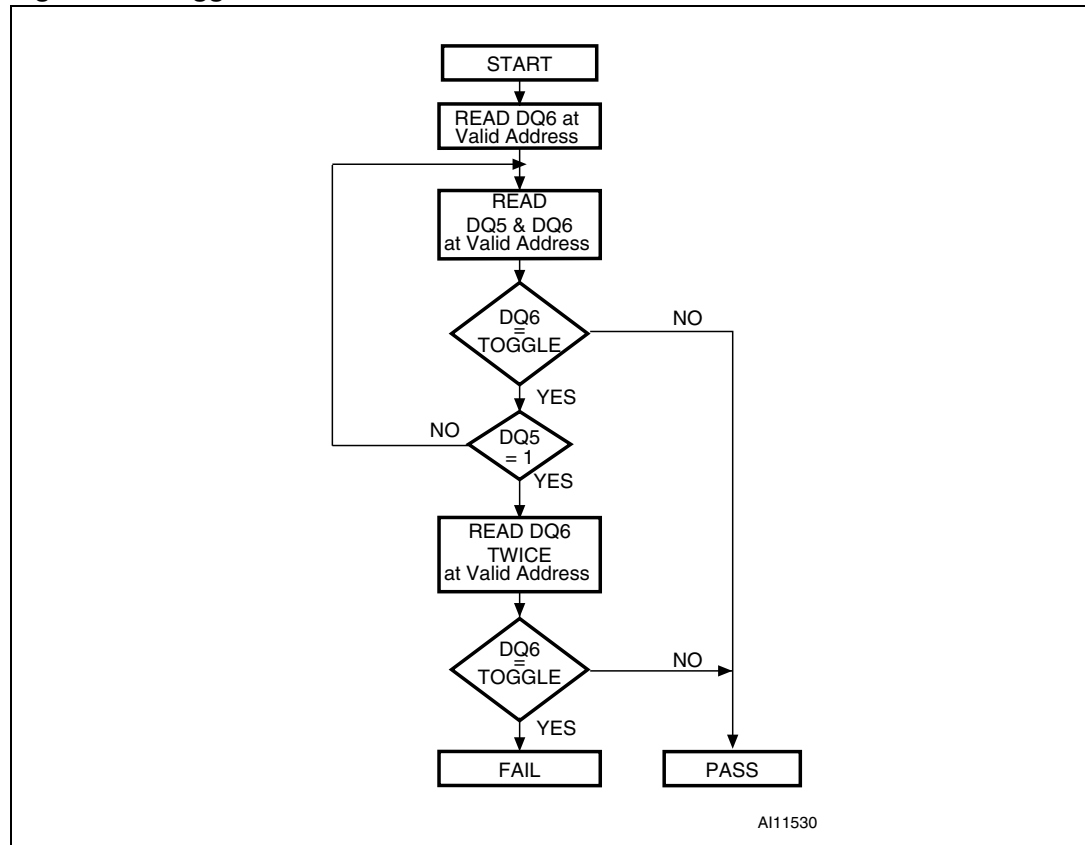 START
READ DQ6 at
Valid Address
READ
DQ5 & DQ6
at Valid Address
DQ6
=
TOGGLE
NO
YES
NO
DQ5
= 1
YES
READ DQ6
TWICE
at Valid Address
DQ6
=
TOGGLE
NO
YES
FAIL
PASS
AI11530